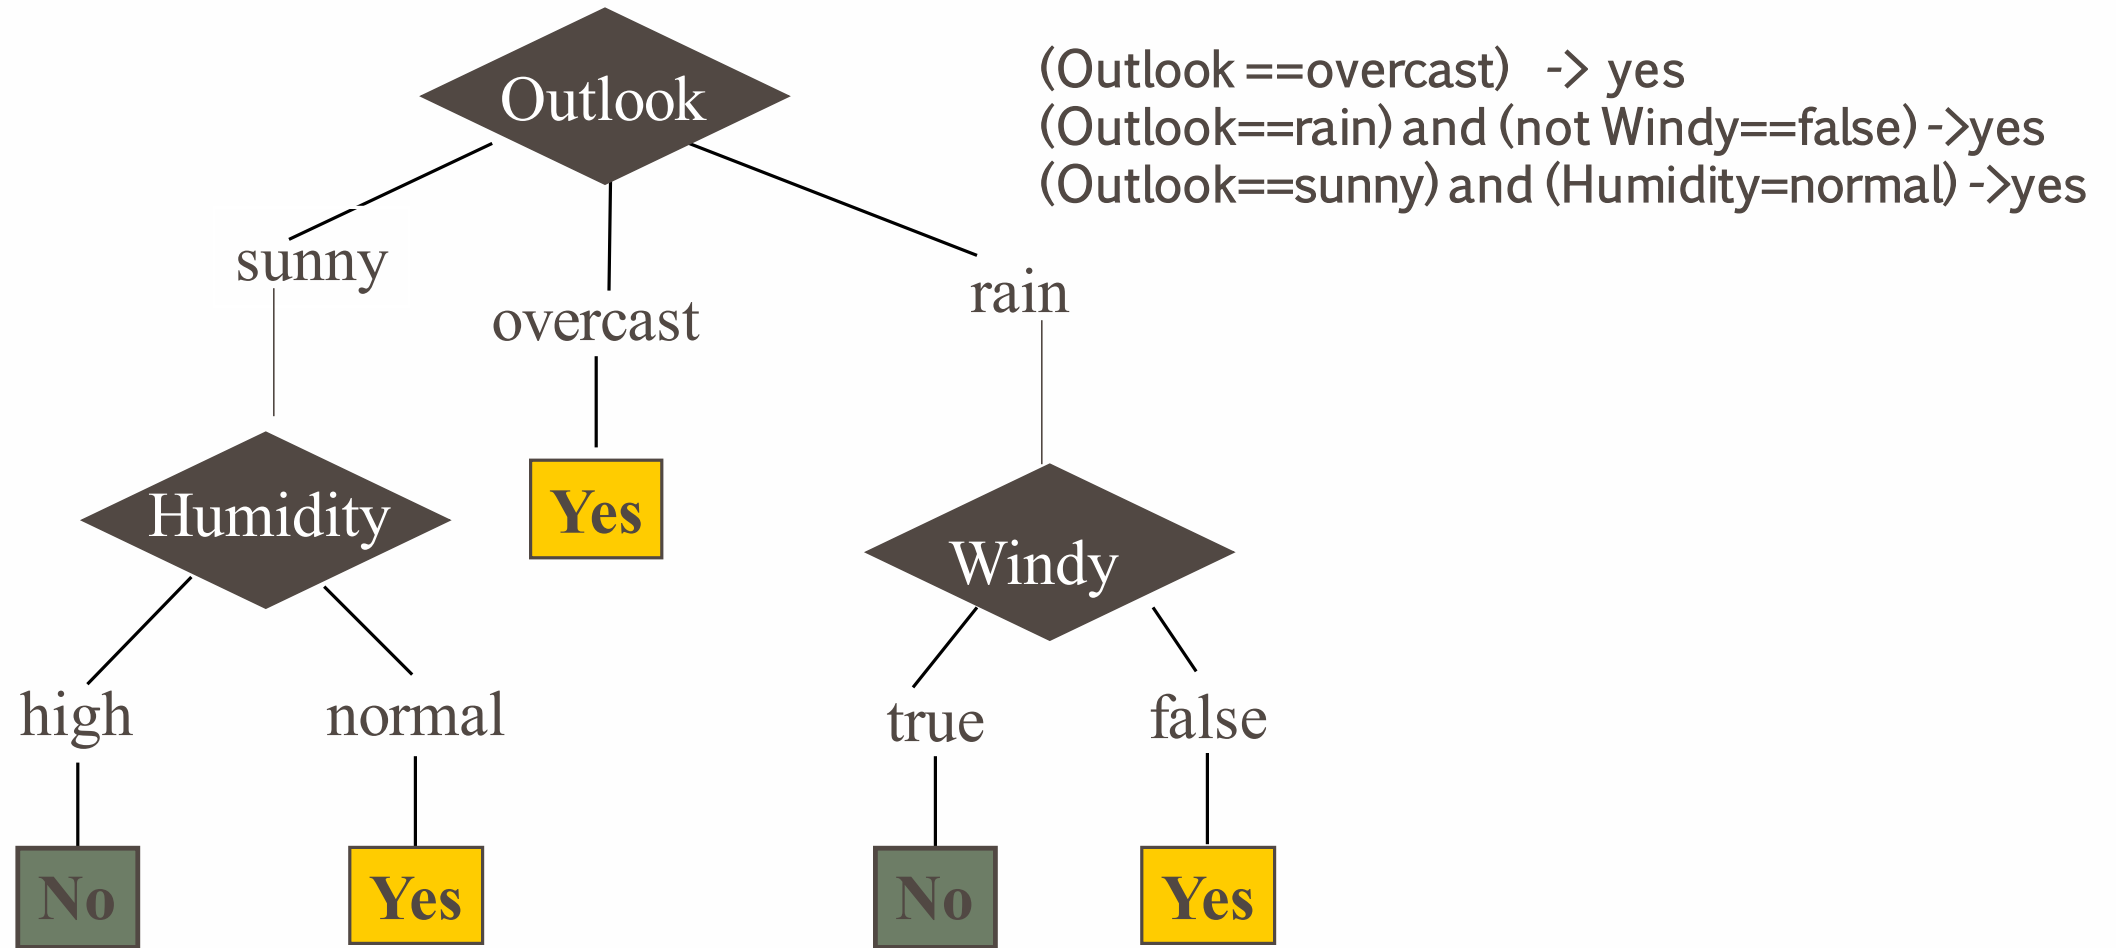 Outlook
(Outlook ==overcast) -> yes
(Outlook==rain) and (not Windy==false) ->yes
(Outlook==sunny) and (Humidity=normal) ->yes
sunny
overcast
rain
Humidity
Yes
Windy
high
normal
true
false
No
Yes
No
Yes